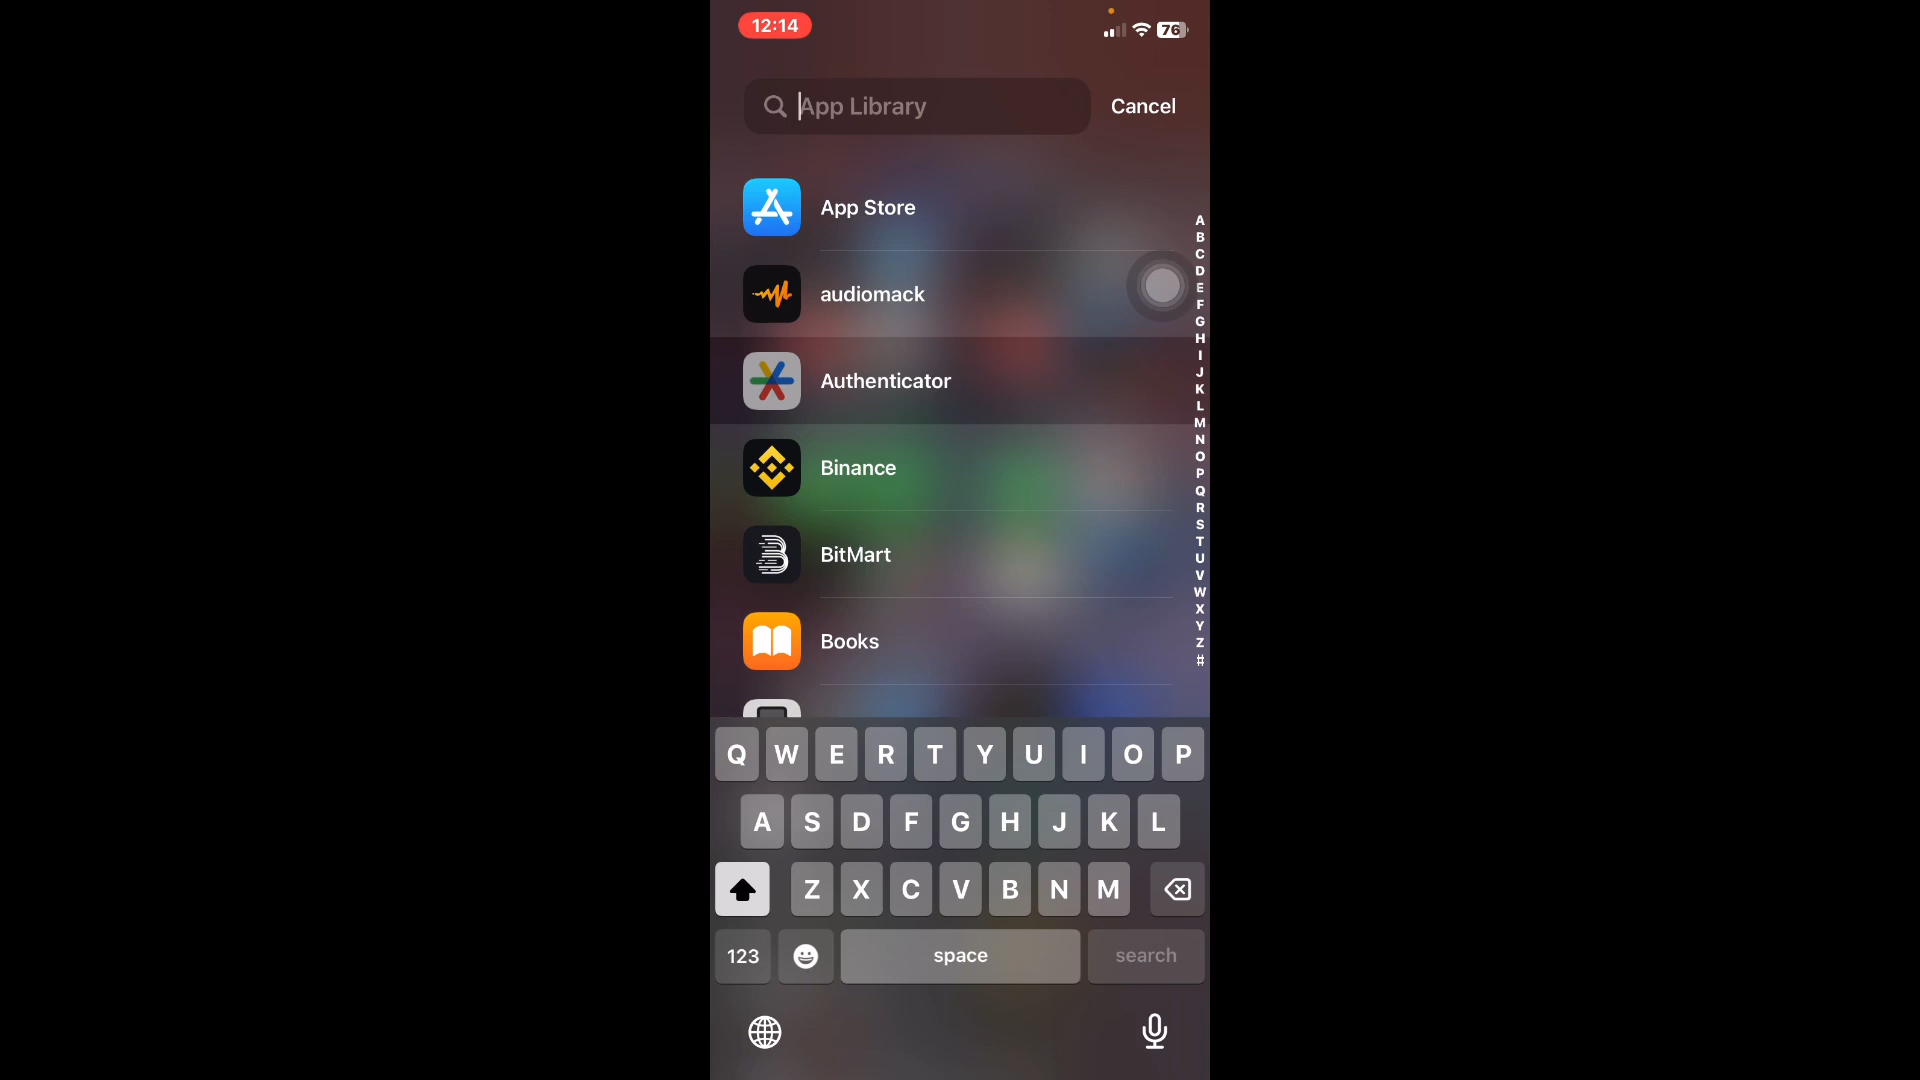 12:14
76
App Library
Cancel
App Store
audiomack
Authenticator
Binance
BitMart
Books
A
B
C
D
E
F
G
H
I
J
K
L
M
N
O
P
Q
R
S
T
U
V
W
X
Y
Z
#
Q W E R T Y U I O P
A S D F G H J K L
Z X C V B N M
123 space search